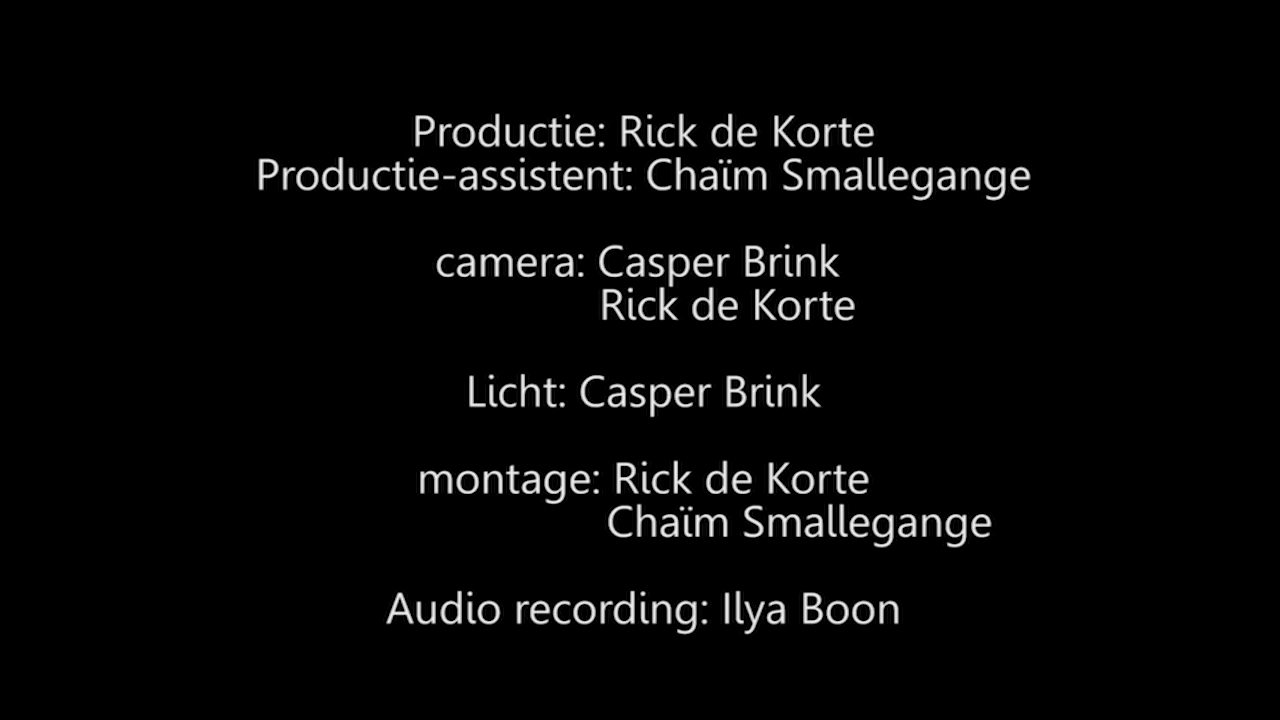 Productie: Rick de Korte
Productie-assistent: Chaïm Smallegange
camera: Casper Brink
Rick de Korte
Licht: Casper Brink
montage: Rick de Korte
Chaïm Smallegange
Audio recording: Ilya Boon